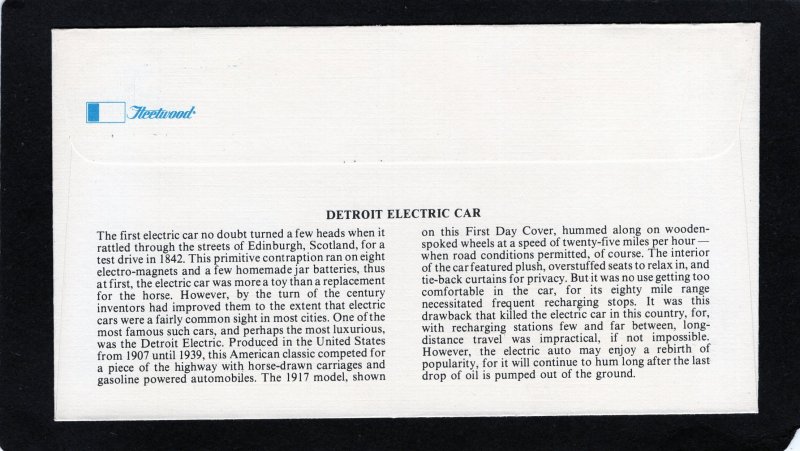 Fleetwood
DETROIT ELECTRIC CAR
The first electric car no doubt turned a few heads when it
rattled through the streets of Edinburgh, Scotland, for a
test drive in 1842. This primitive contraption ran on eight
electro-magnets and a few homemade jar batteries, thus
at first, the electric car was more a toy than a replacement
for the horse. However, by the turn of the century
inventors had improved them to the extent that electric
cars were a fairly common sight in most cities. One of the
most famous such cars, and perhaps the most luxurious,
was the Detroit Electric. Produced in the United States
from 1907 until 1939, this American classic competed for
a piece of the highway with horse-drawn carriages and
gasoline powered automobiles. The 1917 model, shown
on this First Day Cover, hummed along on wooden-
spoked wheels at a speed of twenty-five miles per hour —
when road conditions permitted, of course. The interior
of the car featured plush, overstuffed seats to relax in, and
tie-back curtains for privacy. But it was no use getting too
comfortable in the car, for its eighty mile range
necessitated frequent recharging stops. It was this
drawback that killed the electric car in this country, for,
with recharging stations few and far between, long-
distance travel was impractical, if not impossible.
However, the electric auto may enjoy a rebirth of
popularity, for it will continue to hum long after the last
drop of oil is pumped out of the ground.